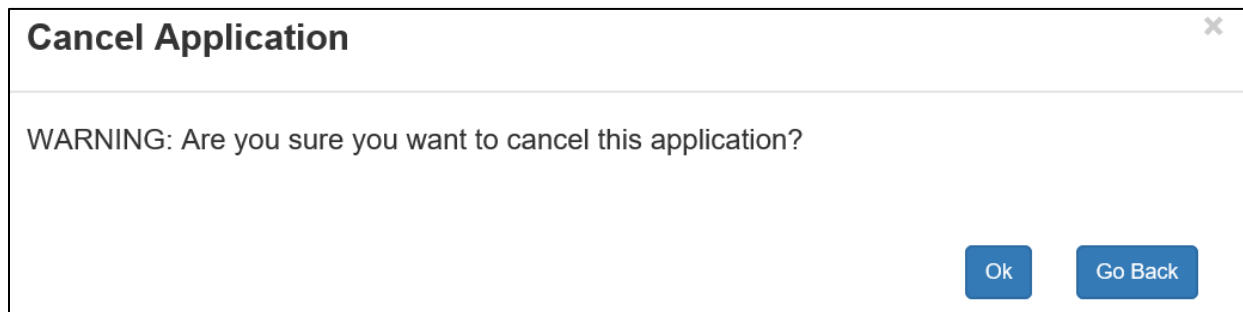 Cancel Application ×
WARNING: Are you sure you want to cancel this application?
Ok Go Back